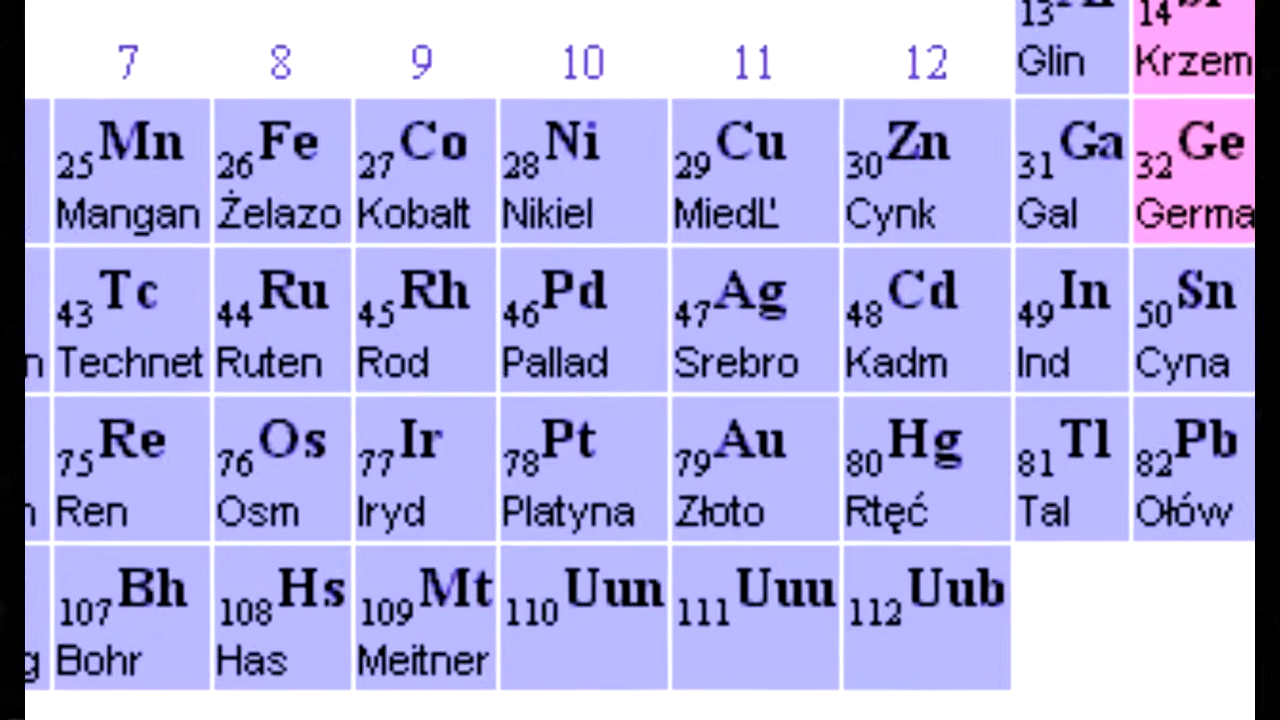 13 14
Glin Krzem
7 8 9 10 11 12
25 Mn 26 Fe 27 Co 28 Ni 29 Cu 30 Zn 31 Ga 32 Ge
Mangan Żelazo Kobalt Nikiel MiedĽ Cynk Gal Germa
43 Tc 44 Ru 45 Rh 46 Pd 47 Ag 48 Cd 49 In 50 Sn
n Technet Ruten Rod Pallad Srebro Kadm Ind Cyna
75 Re 76 Os 77 Ir 78 Pt 79 Au 80 Hg 81 Tl 82 Pb
Ren Osm Iryd Platyna Złoto Rtęć Tal Ołów
107 Bh 108 Hs 109 Mt 110 Uun 111 Uuu 112 Uub
g Bohr Has Meitner